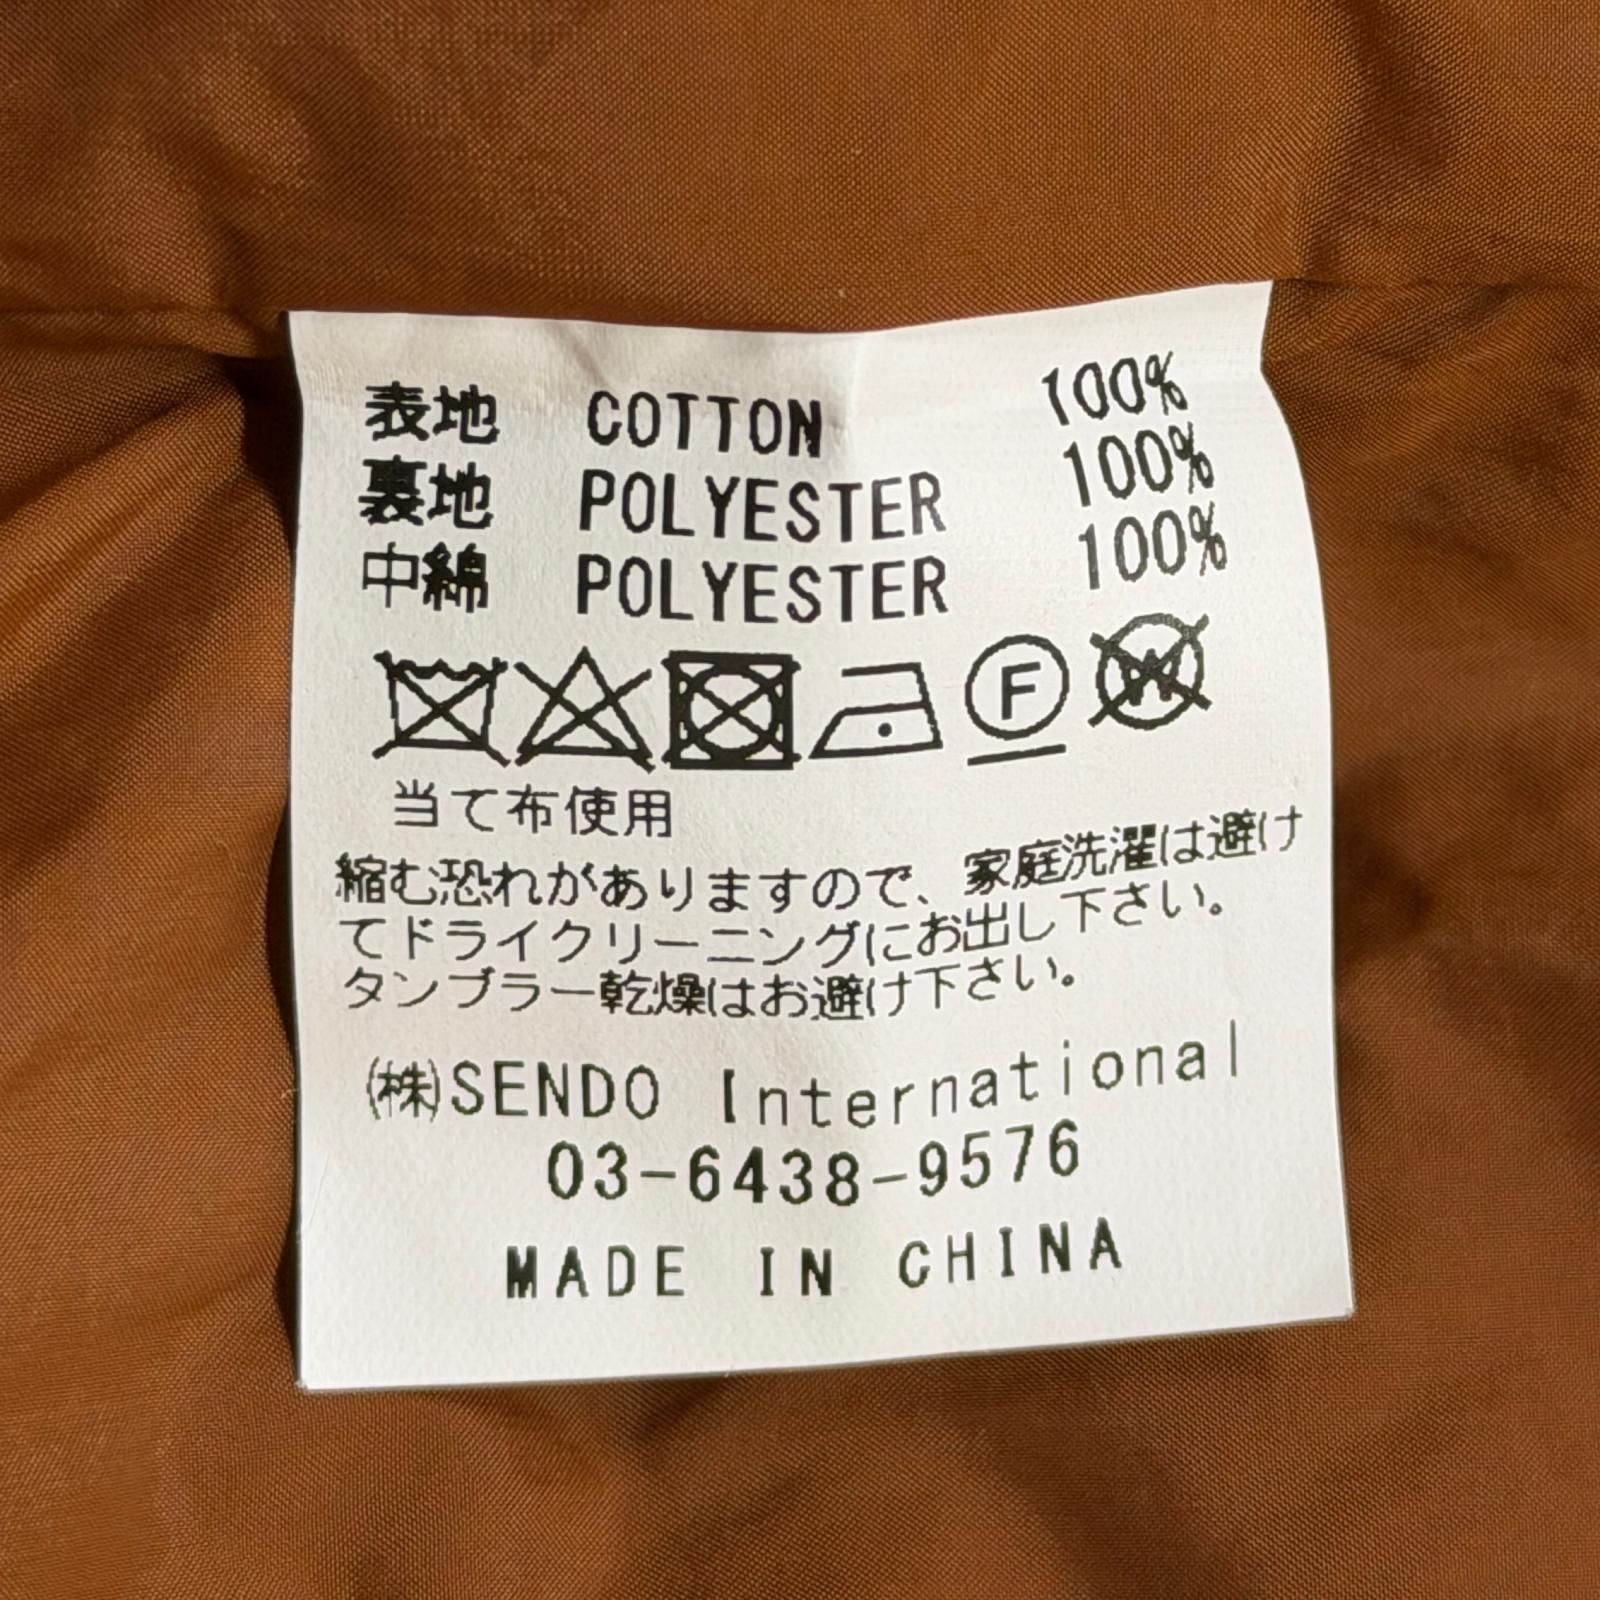 表地 COTTON 100%
裏地 POLYESTER 100%
中綿 POLYESTER 100%
F W
当て布使用
縮む恐れがありますので、家庭洗濯は避け
てドライクリーニングにお出し下さい。
タンブラー乾燥はお避け下さい。
㈱SENDO International
03-6438-9576
MADE IN CHINA